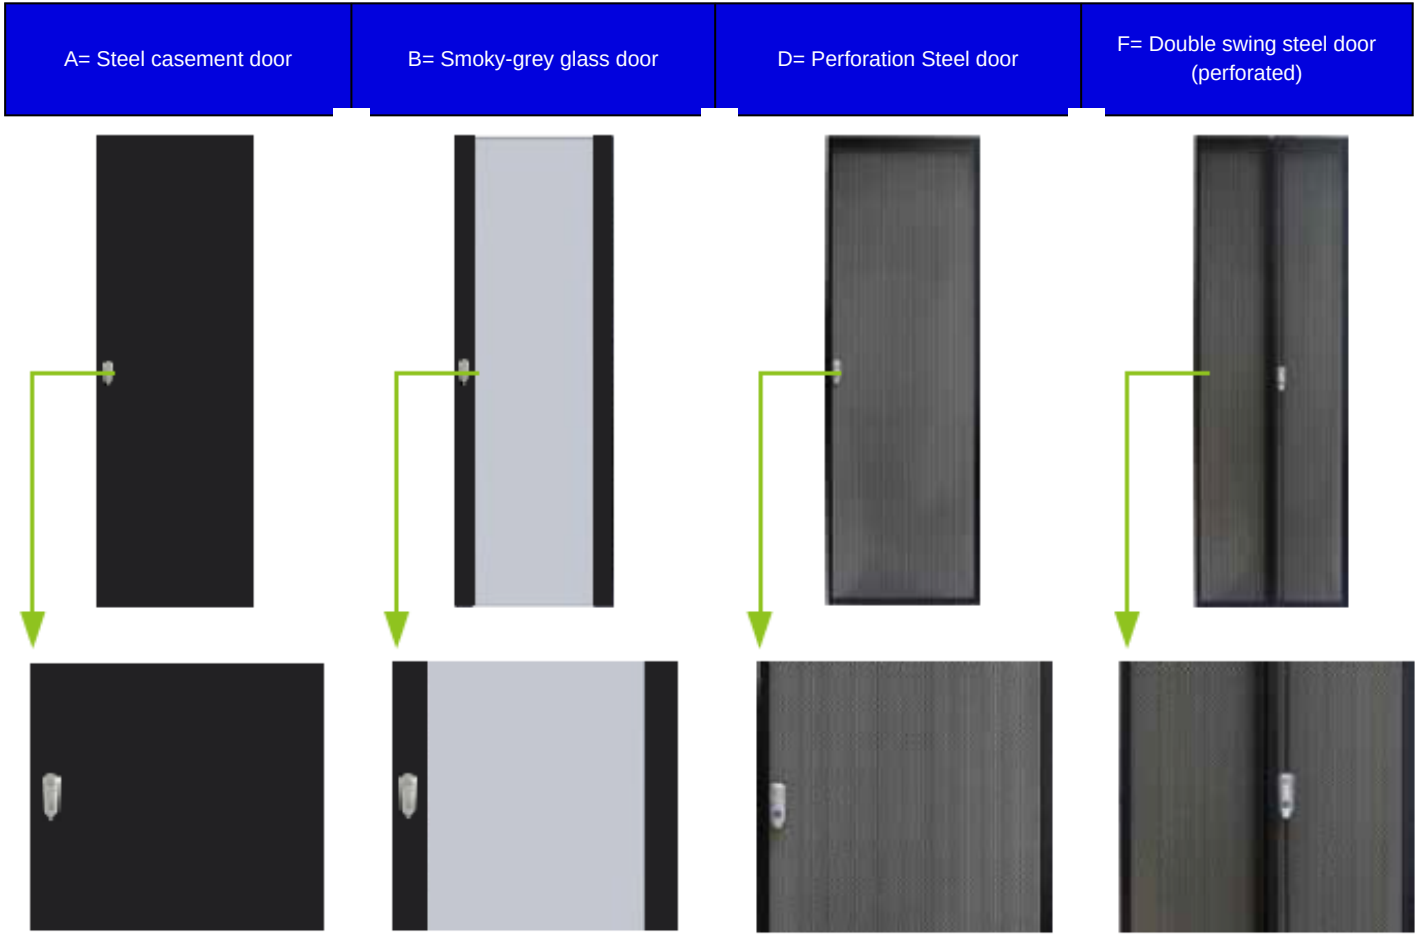 A= Steel casement door
B= Smoky-grey glass door
D= Perforation Steel door
F= Double swing steel door
(perforated)